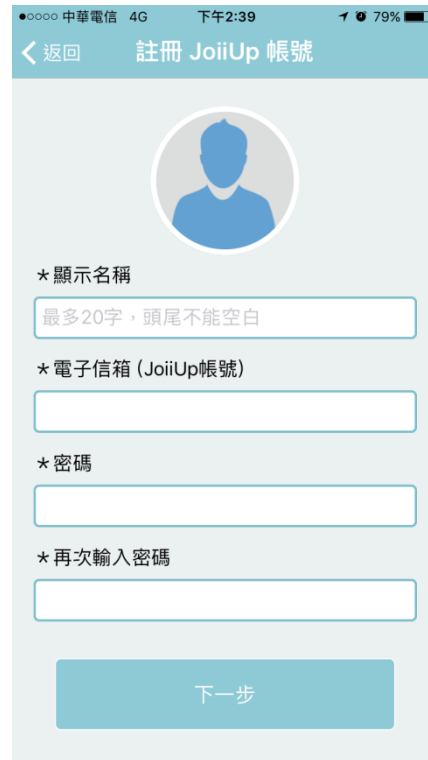 中華電信 4G 下午2:39 79%
返回 註冊 JoiiUp 帳號
*顯示名稱
最多20字，頭尾不能空白
*電子信箱 (JoiiUp帳號)
*密碼
*再次輸入密碼
下一步